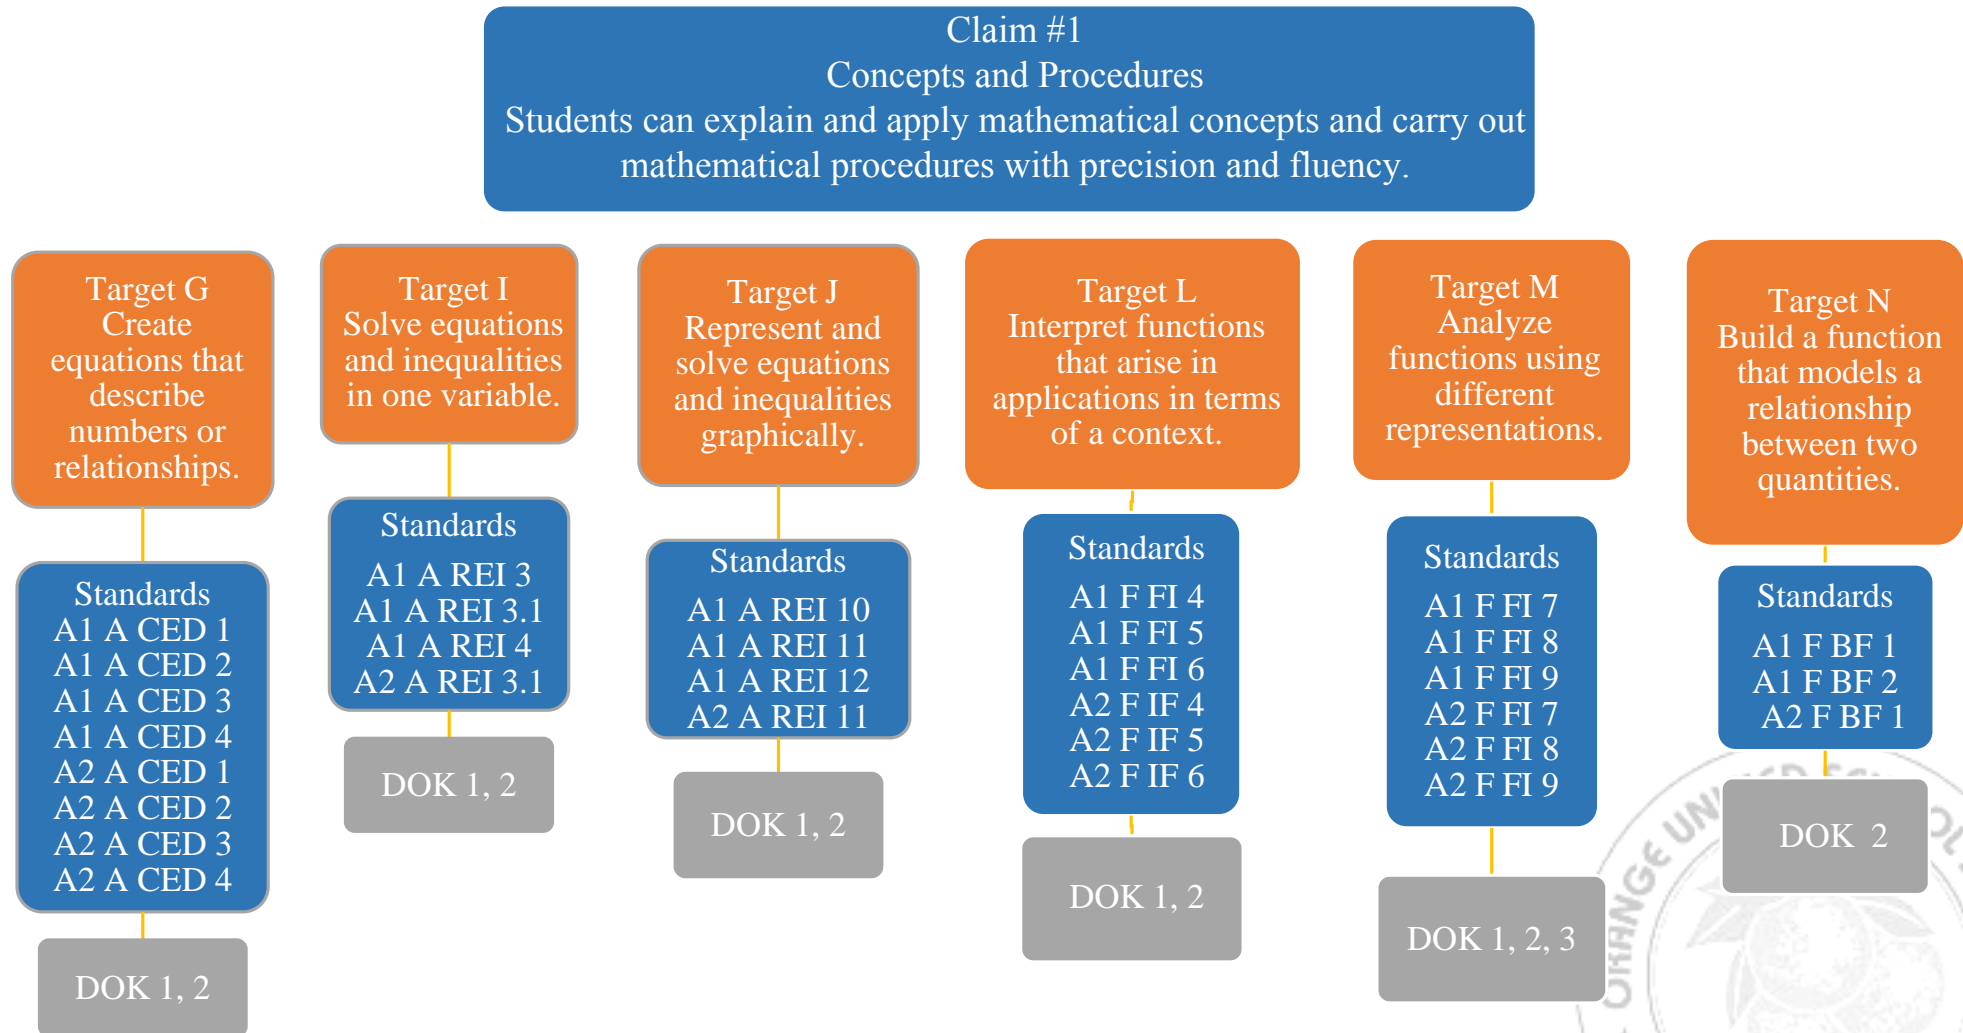 Claim #1
Concepts and Procedures
Students can explain and apply mathematical concepts and carry out
mathematical procedures with precision and fluency.
Target G
Create
equations that
describe
numbers or
relationships.
Standards
A1 A CED 1
A1 A CED 2
A1 A CED 3
A1 A CED 4
A2 A CED 1
A2 A CED 2
A2 A CED 3
A2 A CED 4
DOK 1, 2
Target I
Solve equations
and inequalities
in one variable.
Standards
A1 A REI 3
A1 A REI 3.1
A1 A REI 4
A2 A REI 3.1
DOK 1, 2
Target J
Represent and
solve equations
and inequalities
graphically.
Standards
A1 A REI 10
A1 A REI 11
A1 A REI 12
A2 A REI 11
DOK 1, 2
Target L
Interpret functions
that arise in
applications in terms
of a context.
Standards
A1 F FI 4
A1 F FI 5
A1 F FI 6
A2 F IF 4
A2 F IF 5
A2 F IF 6
DOK 1, 2
Target M
Analyze
functions using
different
representations.
Standards
A1 F FI 7
A1 F FI 8
A1 F FI 9
A2 F FI 7
A2 F FI 8
A2 F FI 9
DOK 1, 2, 3
Target N
Build a function
that models a
relationship
between two
quantities.
Standards
A1 F BF 1
A1 F BF 2
A2 F BF 1
DOK 2
ORANGE